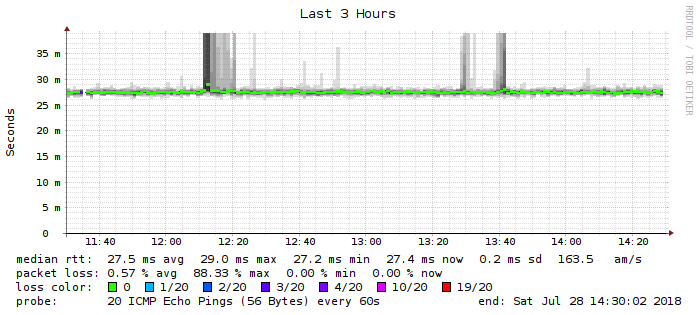 Last 3 Hours
RRDTOOL / TOBI OETIKER
Seconds
35 m
30 m
25 m
20 m
15 m
10 m
5 m
0
11:40 12:00 12:20 12:40 13:00 13:20 13:40 14:00 14:20
median rtt: 27.5 ms avg 29.0 ms max 27.2 ms min 27.4 ms now 0.2 ms sd 163.5 am/s
packet loss: 0.57 % avg 88.33 % max 0.00 % min 0.00 % now
loss color: 0 1/20 2/20 3/20 4/20 10/20 19/20
probe: 20 ICMP Echo Pings (56 Bytes) every 60s end: Sat Jul 28 14:30:02 2018